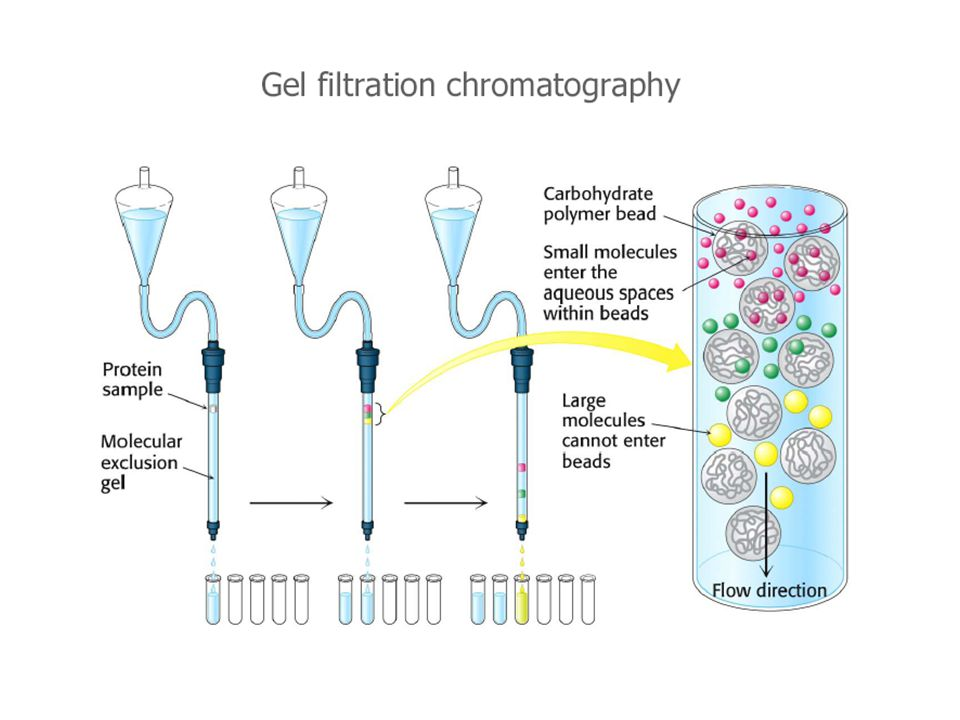 Gel filtration chromatography
Carbohydrate
polymer bead
Small molecules
enter the
aqueous spaces
within beads
Protein
sample
Molecular
exclusion
gel
Large
molecules
cannot enter
beads
Flow direction